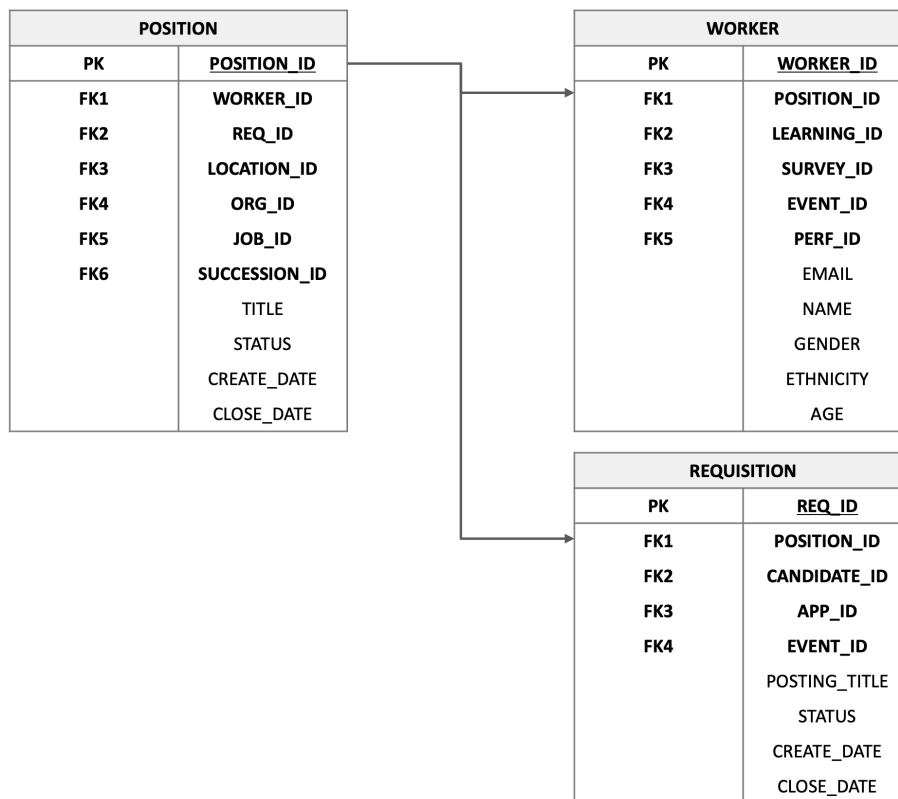 POSITION
PK POSITION_ID
FK1 WORKER_ID
FK2 REQ_ID
FK3 LOCATION_ID
FK4 ORG_ID
FK5 JOB_ID
FK6 SUCCESSION_ID
TITLE
STATUS
CREATE_DATE
CLOSE_DATE
WORKER
PK WORKER_ID
FK1 POSITION_ID
FK2 LEARNING_ID
FK3 SURVEY_ID
FK4 EVENT_ID
FK5 PERF_ID
EMAIL
NAME
GENDER
ETHNICITY
AGE
REQUISITION
PK REQ_ID
FK1 POSITION_ID
FK2 CANDIDATE_ID
FK3 APP_ID
FK4 EVENT_ID
POSTING_TITLE
STATUS
CREATE_DATE
CLOSE_DATE